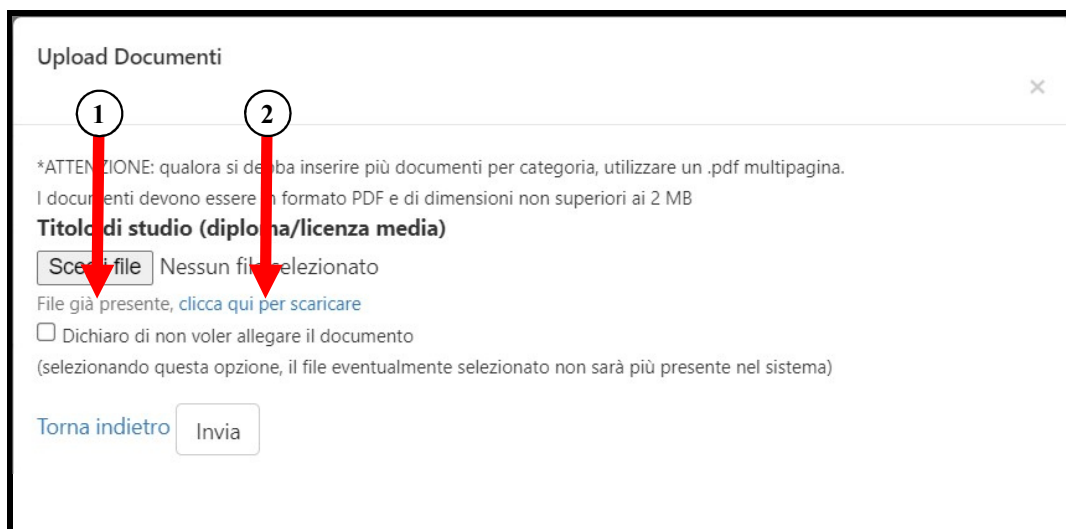 Upload Documenti
×
1 2
*ATTENZIONE: qualora si debba inserire più documenti per categoria, utilizzare un .pdf multipagina.
I documenti devono essere in formato PDF e di dimensioni non superiori ai 2 MB
Titolo di studio (diploma/licenza media)
Scegli file Nessun file selezionato
File già presente, clicca qui per scaricare
Dichiaro di non voler allegare il documento
(selezionando questa opzione, il file eventualmente selezionato non sarà più presente nel sistema)
Torna indietro Invia